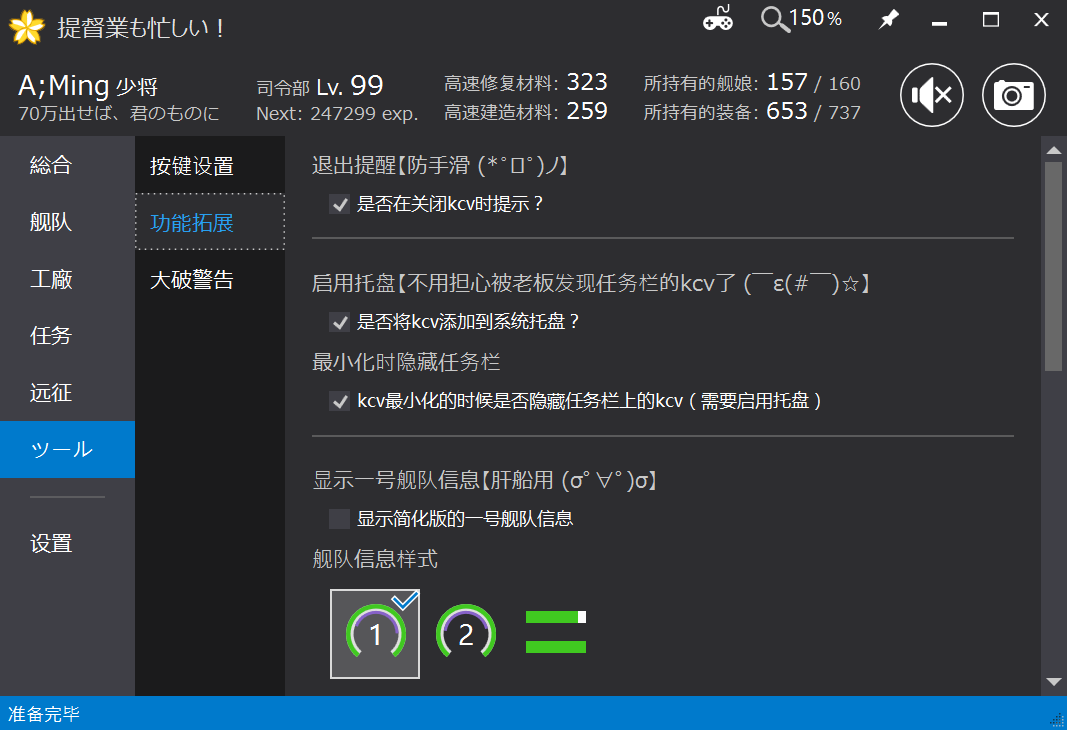 提督業も忙しい！
150%
A;Ming 少将
司令部 Lv. 99
高速修复材料: 323
所持有的舰娘: 157 / 160
70万出せば、君のものに
Next: 247299 exp.
高速建造材料: 259
所持有的装备: 653 / 737
総合
舰队
工廠
任务
远征
ツール
设置
按键设置
功能拓展
大破警告
退出提醒【防手滑 (*ﾟﾛﾟ)ﾉ】
是否在关闭kcv时提示？
启用托盘【不用担心被老板发现任务栏的kcv了 (￣ε(#￣)☆】
是否将kcv添加到系统托盘？
最小化时隐藏任务栏
kcv最小化的时候是否隐藏任务栏上的kcv（需要启用托盘）
显示一号舰队信息【肝船用 (σﾟ∀ﾟ)σ】
显示简化版的一号舰队信息
舰队信息样式
1
2
准备完毕